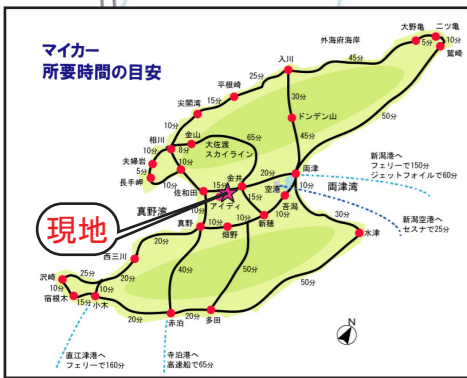 マイカー
所要時間の目安
外海府海岸
大野亀
二ツ亀
5分
10分
鷲崎
入川
45分
25分
平根崎
15分
尖閣湾
30分
ドンデン山
50分
10分
金山
大佐渡
スカイライン
65分
45分
相川
8分
10分
夫婦岩
5分
長手岬
10分
金井
20分
両津
佐和田
15分
アイティ
15分
空港
10分
両津湾
新潟港へ
フェリーで150分
ジェットフォイルで60分
吾潟
現地
真野湾
10分
真野
10分
畑野
10分
新穂
10分
新潟空港へ
セスナで25分
30分
水津
西三川
20分
20分
沢崎
25分
10分
宿根木
15分
10分
小木
20分
40分
50分
50分
赤泊
20分
多田
直江津港へ
フェリーで160分
寺泊港へ
高速船で65分
N